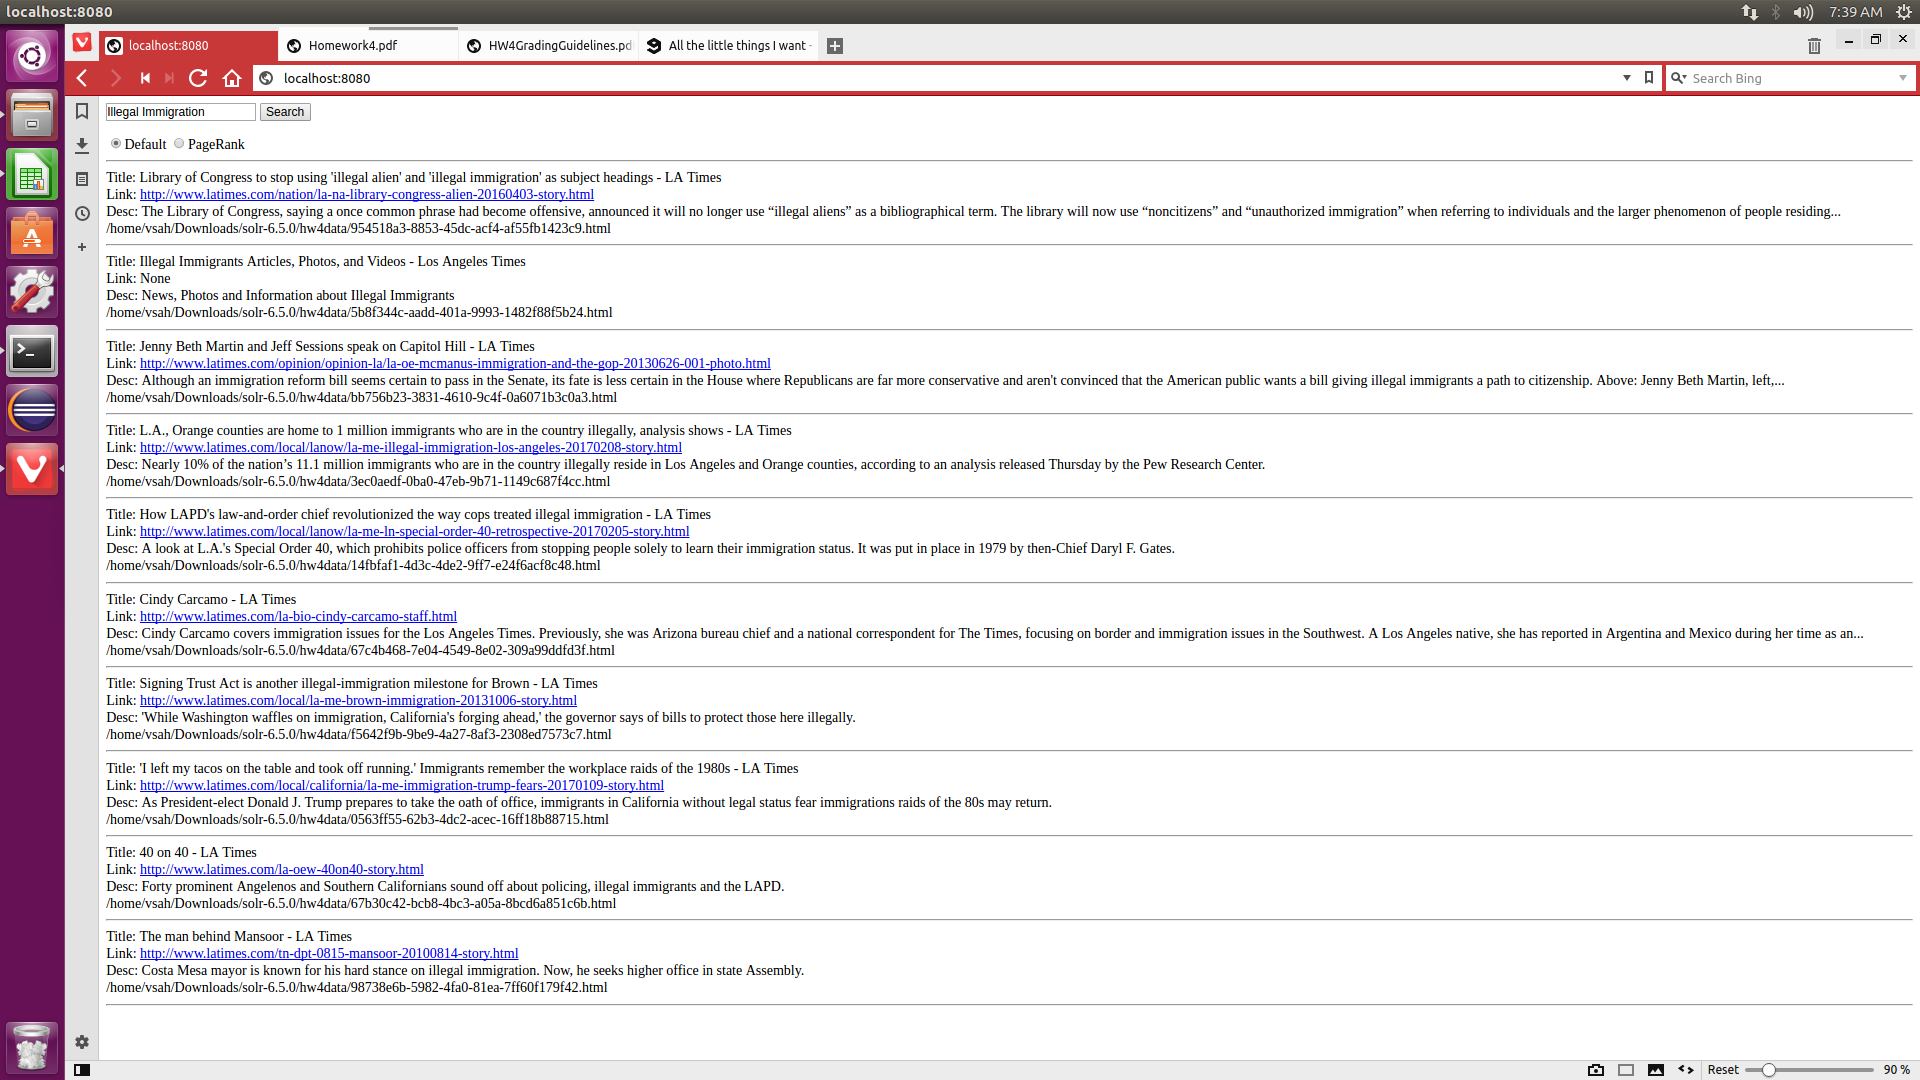 localhost:8080
7:39 AM
localhost:8080
Homework4.pdf
HW4GradingGuidelines.pd
All the little things I want
localhost:8080
Search Bing
Illegal Immigration
Search
Default PageRank
Title: Library of Congress to stop using 'illegal alien' and 'illegal immigration' as subject headings - LA Times
Link: http://www.latimes.com/nation/la-na-library-congress-alien-20160403-story.html
Desc: The Library of Congress, saying a once common phrase had become offensive, announced it will no longer use “illegal aliens” as a bibliographical term. The library will now use “noncitizens” and “unauthorized immigration” when referring to individuals and the larger phenomenon of people residing...
/home/vsah/Downloads/solr-6.5.0/hw4data/954518a3-8853-45dc-acf4-af55fb1423c9.html
Title: Illegal Immigrants Articles, Photos, and Videos - Los Angeles Times
Link: None
Desc: News, Photos and Information about Illegal Immigrants
/home/vsah/Downloads/solr-6.5.0/hw4data/5b8f344c-aadd-401a-9993-1482f88f5b24.html
Title: Jenny Beth Martin and Jeff Sessions speak on Capitol Hill - LA Times
Link: http://www.latimes.com/opinion/opinion-la/la-oe-mcmanus-immigration-and-the-gop-20130626-001-photo.html
Desc: Although an immigration reform bill seems certain to pass in the Senate, its fate is less certain in the House where Republicans are far more conservative and aren't convinced that the American public wants a bill giving illegal immigrants a path to citizenship. Above: Jenny Beth Martin, left,...
/home/vsah/Downloads/solr-6.5.0/hw4data/bb756b23-3831-4610-9c4f-0a6071b3c0a3.html
Title: L.A., Orange counties are home to 1 million immigrants who are in the country illegally, analysis shows - LA Times
Link: http://www.latimes.com/local/lanow/la-me-illegal-immigration-los-angeles-20170208-story.html
Desc: Nearly 10% of the nation’s 11.1 million immigrants who are in the country illegally reside in Los Angeles and Orange counties, according to an analysis released Thursday by the Pew Research Center.
/home/vsah/Downloads/solr-6.5.0/hw4data/3ec0aedf-0ba0-47eb-9b71-1149c687f4cc.html
Title: How LAPD's law-and-order chief revolutionized the way cops treated illegal immigration - LA Times
Link: http://www.latimes.com/local/lanow/la-me-ln-special-order-40-retrospective-20170205-story.html
Desc: A look at L.A.'s Special Order 40, which prohibits police officers from stopping people solely to learn their immigration status. It was put in place in 1979 by then-Chief Daryl F. Gates.
/home/vsah/Downloads/solr-6.5.0/hw4data/14fbfaf1-4d3c-4de2-9ff7-e24f6acf8c48.html
Title: Cindy Carcamo - LA Times
Link: http://www.latimes.com/la-bio-cindy-carcamo-staff.html
Desc: Cindy Carcamo covers immigration issues for the Los Angeles Times. Previously, she was Arizona bureau chief and a national correspondent for The Times, focusing on border and immigration issues in the Southwest. A Los Angeles native, she has reported in Argentina and Mexico during her time as an...
/home/vsah/Downloads/solr-6.5.0/hw4data/67c4b468-7e04-4549-8e02-309a99ddfd3f.html
Title: Signing Trust Act is another illegal-immigration milestone for Brown - LA Times
Link: http://www.latimes.com/local/la-me-brown-immigration-20131006-story.html
Desc: 'While Washington waffles on immigration, California's forging ahead,' the governor says of bills to protect those here illegally.
/home/vsah/Downloads/solr-6.5.0/hw4data/f5642f9b-9be9-4a27-8af3-2308ed7573c7.html
Title: 'I left my tacos on the table and took off running.' Immigrants remember the workplace raids of the 1980s - LA Times
Link: http://www.latimes.com/local/california/la-me-immigration-trump-fears-20170109-story.html
Desc: As President-elect Donald J. Trump prepares to take the oath of office, immigrants in California without legal status fear immigrations raids of the 80s may return.
/home/vsah/Downloads/solr-6.5.0/hw4data/0563ff55-62b3-4dc2-acec-16ff18b88715.html
Title: 40 on 40 - LA Times
Link: http://www.latimes.com/la-oew-40on40-story.html
Desc: Forty prominent Angelenos and Southern Californians sound off about policing, illegal immigrants and the LAPD.
/home/vsah/Downloads/solr-6.5.0/hw4data/67b30c42-bcb8-4bc3-a05a-8bcd6a851c6b.html
Title: The man behind Mansoor - LA Times
Link: http://www.latimes.com/tn-dpt-0815-mansoor-20100814-story.html
Desc: Costa Mesa mayor is known for his hard stance on illegal immigration. Now, he seeks higher office in state Assembly.
/home/vsah/Downloads/solr-6.5.0/hw4data/98738e6b-5982-4fa0-81ea-7ff60f179f42.html
Reset
90 %